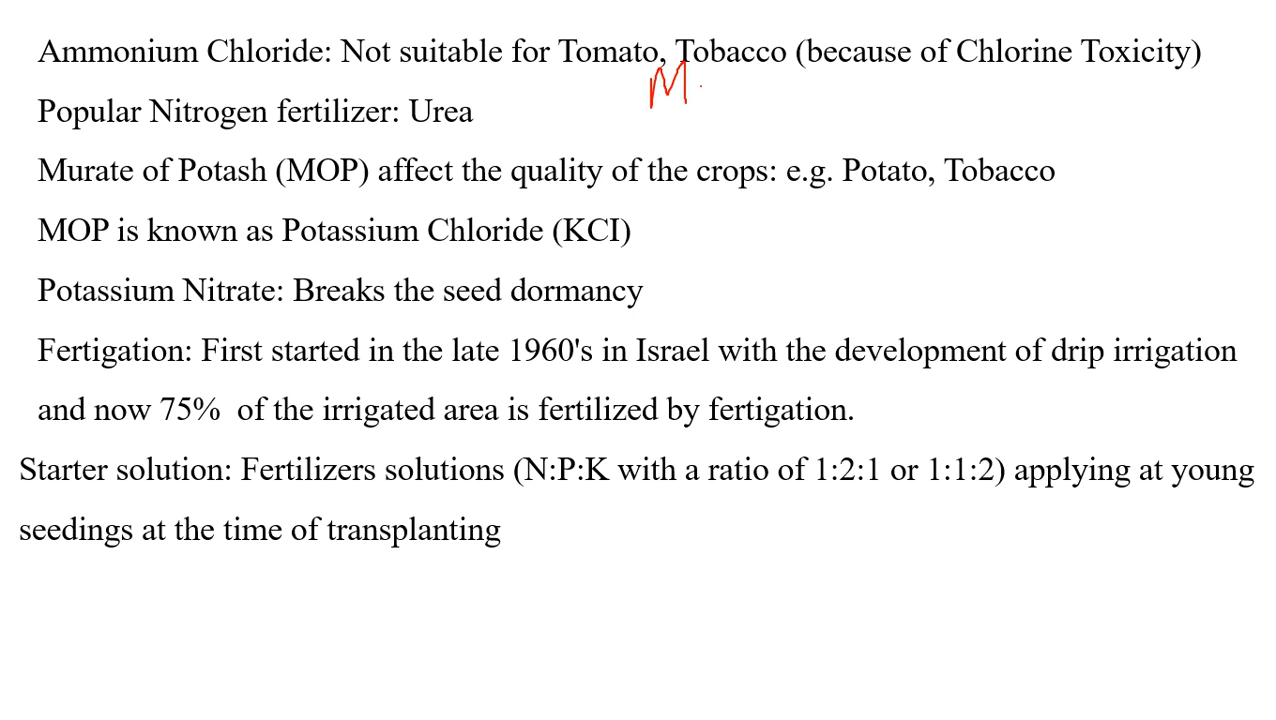 Ammonium Chloride: Not suitable for Tomato, Tobacco (because of Chlorine Toxicity)
M
Popular Nitrogen fertilizer: Urea
Murate of Potash (MOP) affect the quality of the crops: e.g. Potato, Tobacco
MOP is known as Potassium Chloride (KCI)
Potassium Nitrate: Breaks the seed dormancy
Fertigation: First started in the late 1960's in Israel with the development of drip irrigation
and now 75%  of the irrigated area is fertilized by fertigation.
Starter solution: Fertilizers solutions (N:P:K with a ratio of 1:2:1 or 1:1:2) applying at young
seedings at the time of transplanting